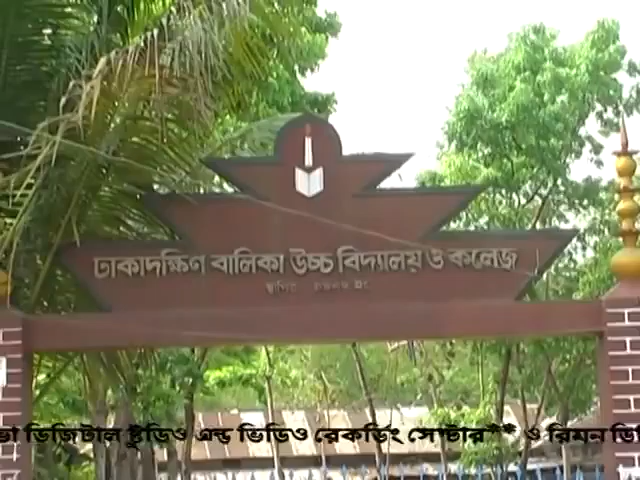 ঢাকাদক্ষিণ বালিকা উচ্চ বিদ্যালয় ও কলেজ
স্থাপিত
ডিজিটাল ষ্টুডিও এন্ড ভিডিও রেকর্ডিং সেন্টার** ও রিমন